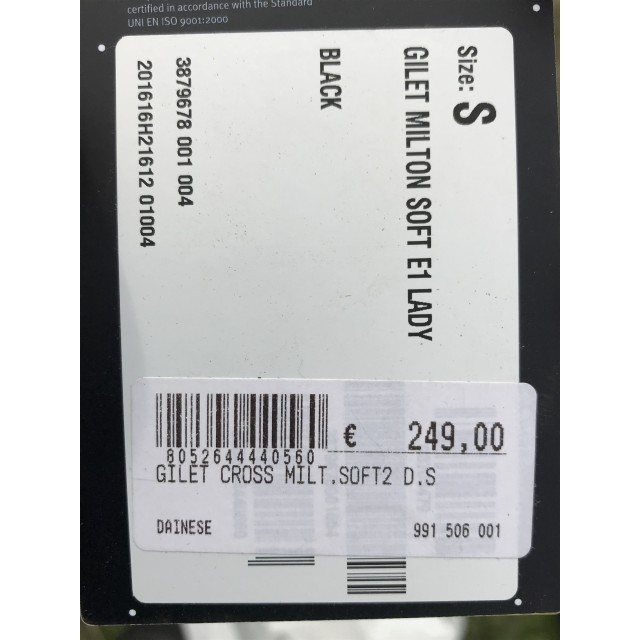 certified in accordance with the Standard
UNI EN ISO 9001:2000
Size: S
GILET MILTON SOFT E1 LADY
BLACK
3879678 001 004
201616H21612 01004
8052644440560
€ 249,00
GILET CROSS MILT.SOFT2 D.S
DAINESE
991 506 001